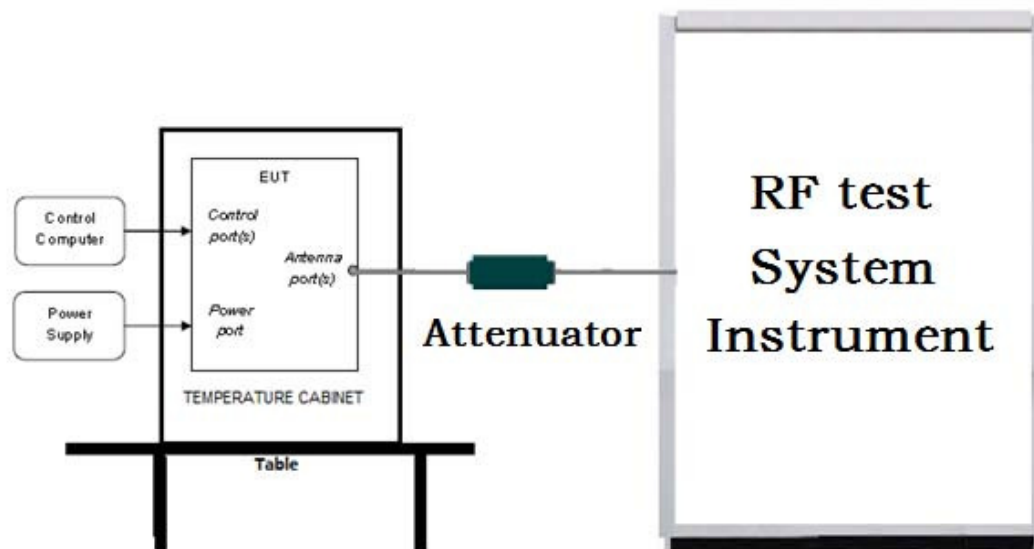 Control
Computer
Power
Supply
EUT
Control
port(s)
Antenna
port(s)
Power
port
TEMPERATURE CABINET
Table
Attenuator
RF test
System
Instrument